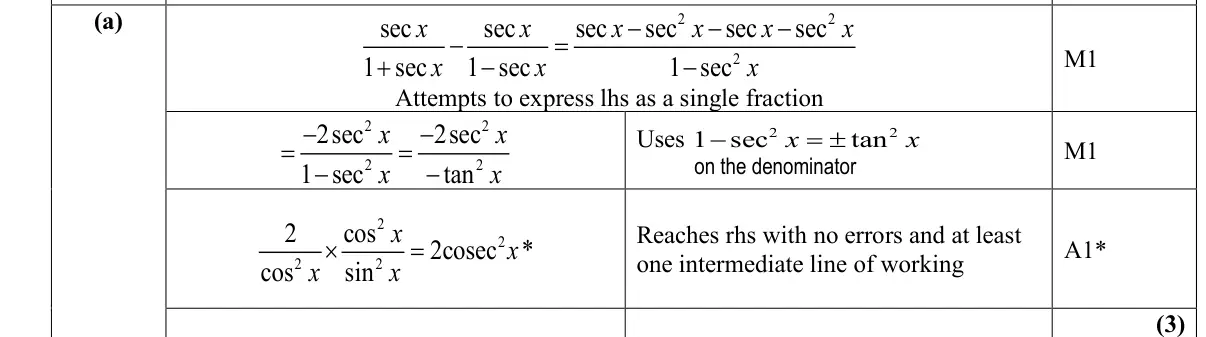 (a)
sec x / (1 + sec x) − sec x / (1 − sec x) = (sec x − sec² x − sec x − sec² x) / (1 − sec² x)
M1
Attempts to express lhs as a single fraction
= −2sec² x / (1 − sec² x) = −2sec² x / (−tan² x)
Uses 1 − sec² x = ± tan² x
on the denominator
M1
2 / cos² x × cos² x / sin² x = 2cosec² x *
Reaches rhs with no errors and at least
one intermediate line of working
A1*
(3)